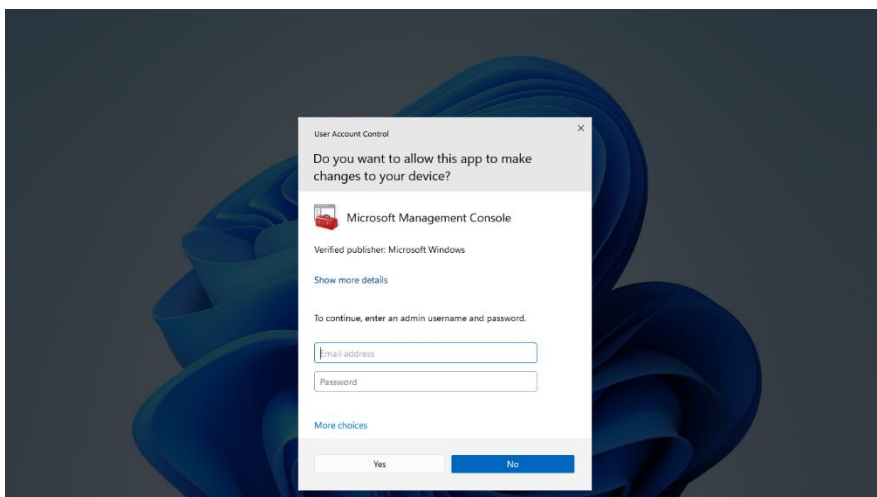 User Account Control
Do you want to allow this app to make
changes to your device?
Microsoft Management Console
Verified publisher: Microsoft Windows
Show more details
To continue, enter an admin username and password.
Email address
Password
More choices
Yes
No